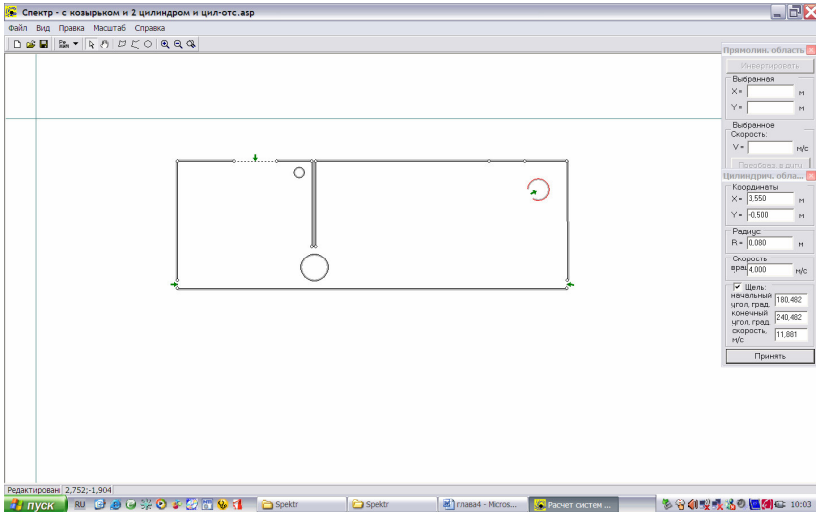 Спектр - с козырьком и 2 цилиндром и цил-отс.asp
Файл Вид Правка Масштаб Справка
Прямолин. область
Инвертировать
Выбранная
X = м
Y = м
Выбранное
Скорость:
V = м/с
Преобраз. в дугу
Цилиндрич. обла...
Координаты
X = 3,550 м
Y = -0,500 м
Радиус:
R = 0,080 м
Скорость
вращ 4,000 м/с
Щель:
начальный
угол, град. 180,482
конечный
угол, град. 240,482
скорость,
м/с 11,881
Принять
Редактирован 2,752;-1,904
пуск RU Spektr Spektr глава4 - Micros... Расчет систем ... 10:03